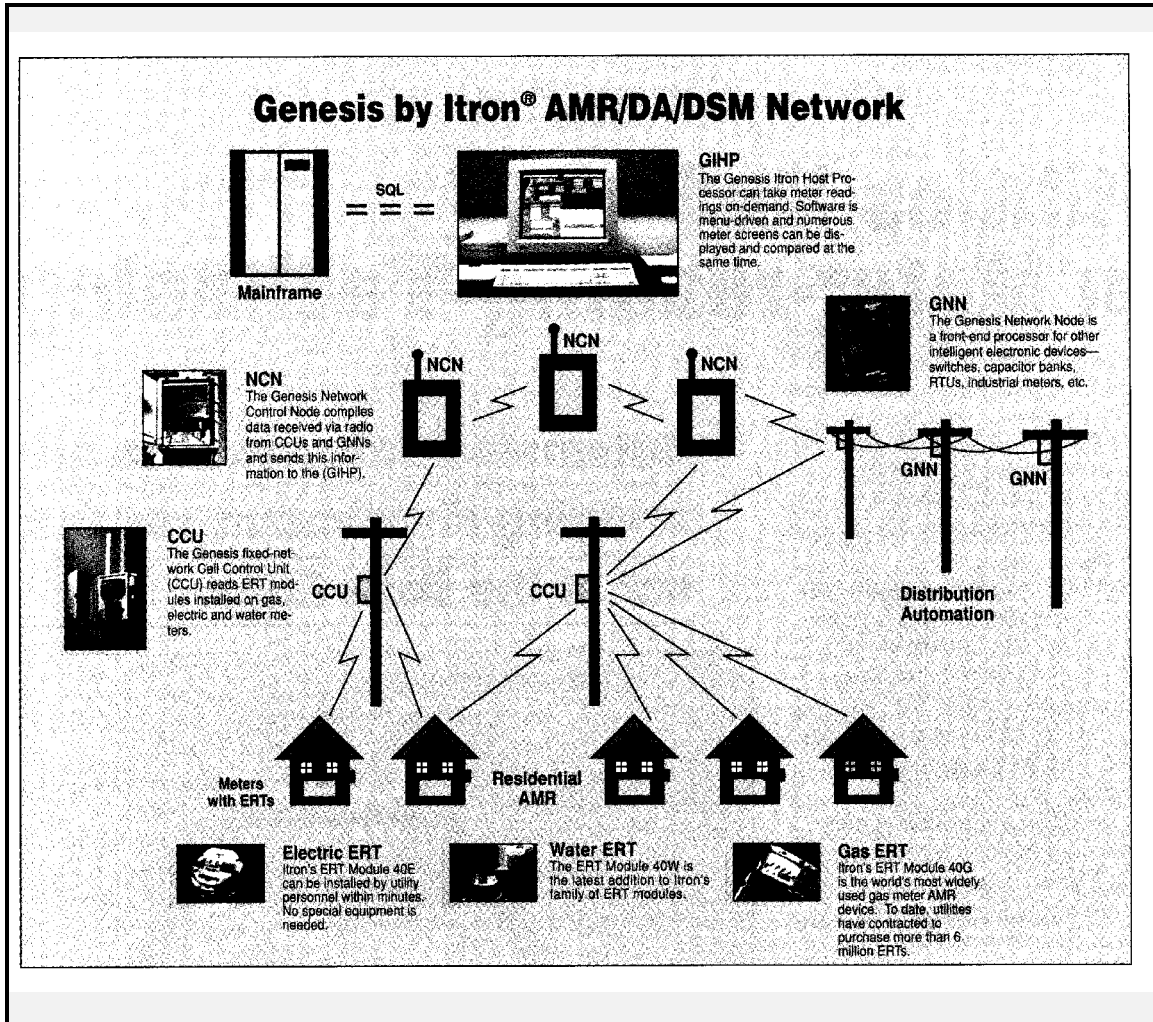 Genesis by Itron® AMR/DA/DSM Network
SQL
Mainframe
GIHP
The Genesis Itron Host Pro-
cessor can take meter read-
ings on-demand. Software is
menu-driven and numerous
meter screens can be dis-
played and compared at the
same time.
GNN
The Genesis Network Node is
a front-end processor for other
intelligent electronic devices—
switches, capacitor banks,
RTUs, industrial meters, etc.
NCN
NCN
NCN
NCN
The Genesis Network
Control Node compiles
data received via radio
from CCUs and GNNs
and sends this infor-
mation to the (GIHP).
GNN
GNN
CCU
The Genesis fixed-net-
work Cell Control Unit
(CCU) reads ERT mod-
ules installed on gas,
electric and water me-
ters.
CCU
CCU
Distribution
Automation
Meters
with ERTs
Residential
AMR
Electric ERT
Itron's ERT Module 40E
can be installed by utility
personnel within minutes.
No special equipment is
needed.
Water ERT
The ERT Module 40W is
the latest addition to Itron's
family of ERT modules.
Gas ERT
Itron's ERT Module 40G
is the world's most widely
used gas meter AMR
device. To date, utilities
have contracted to
purchase more than 6
million ERTs.